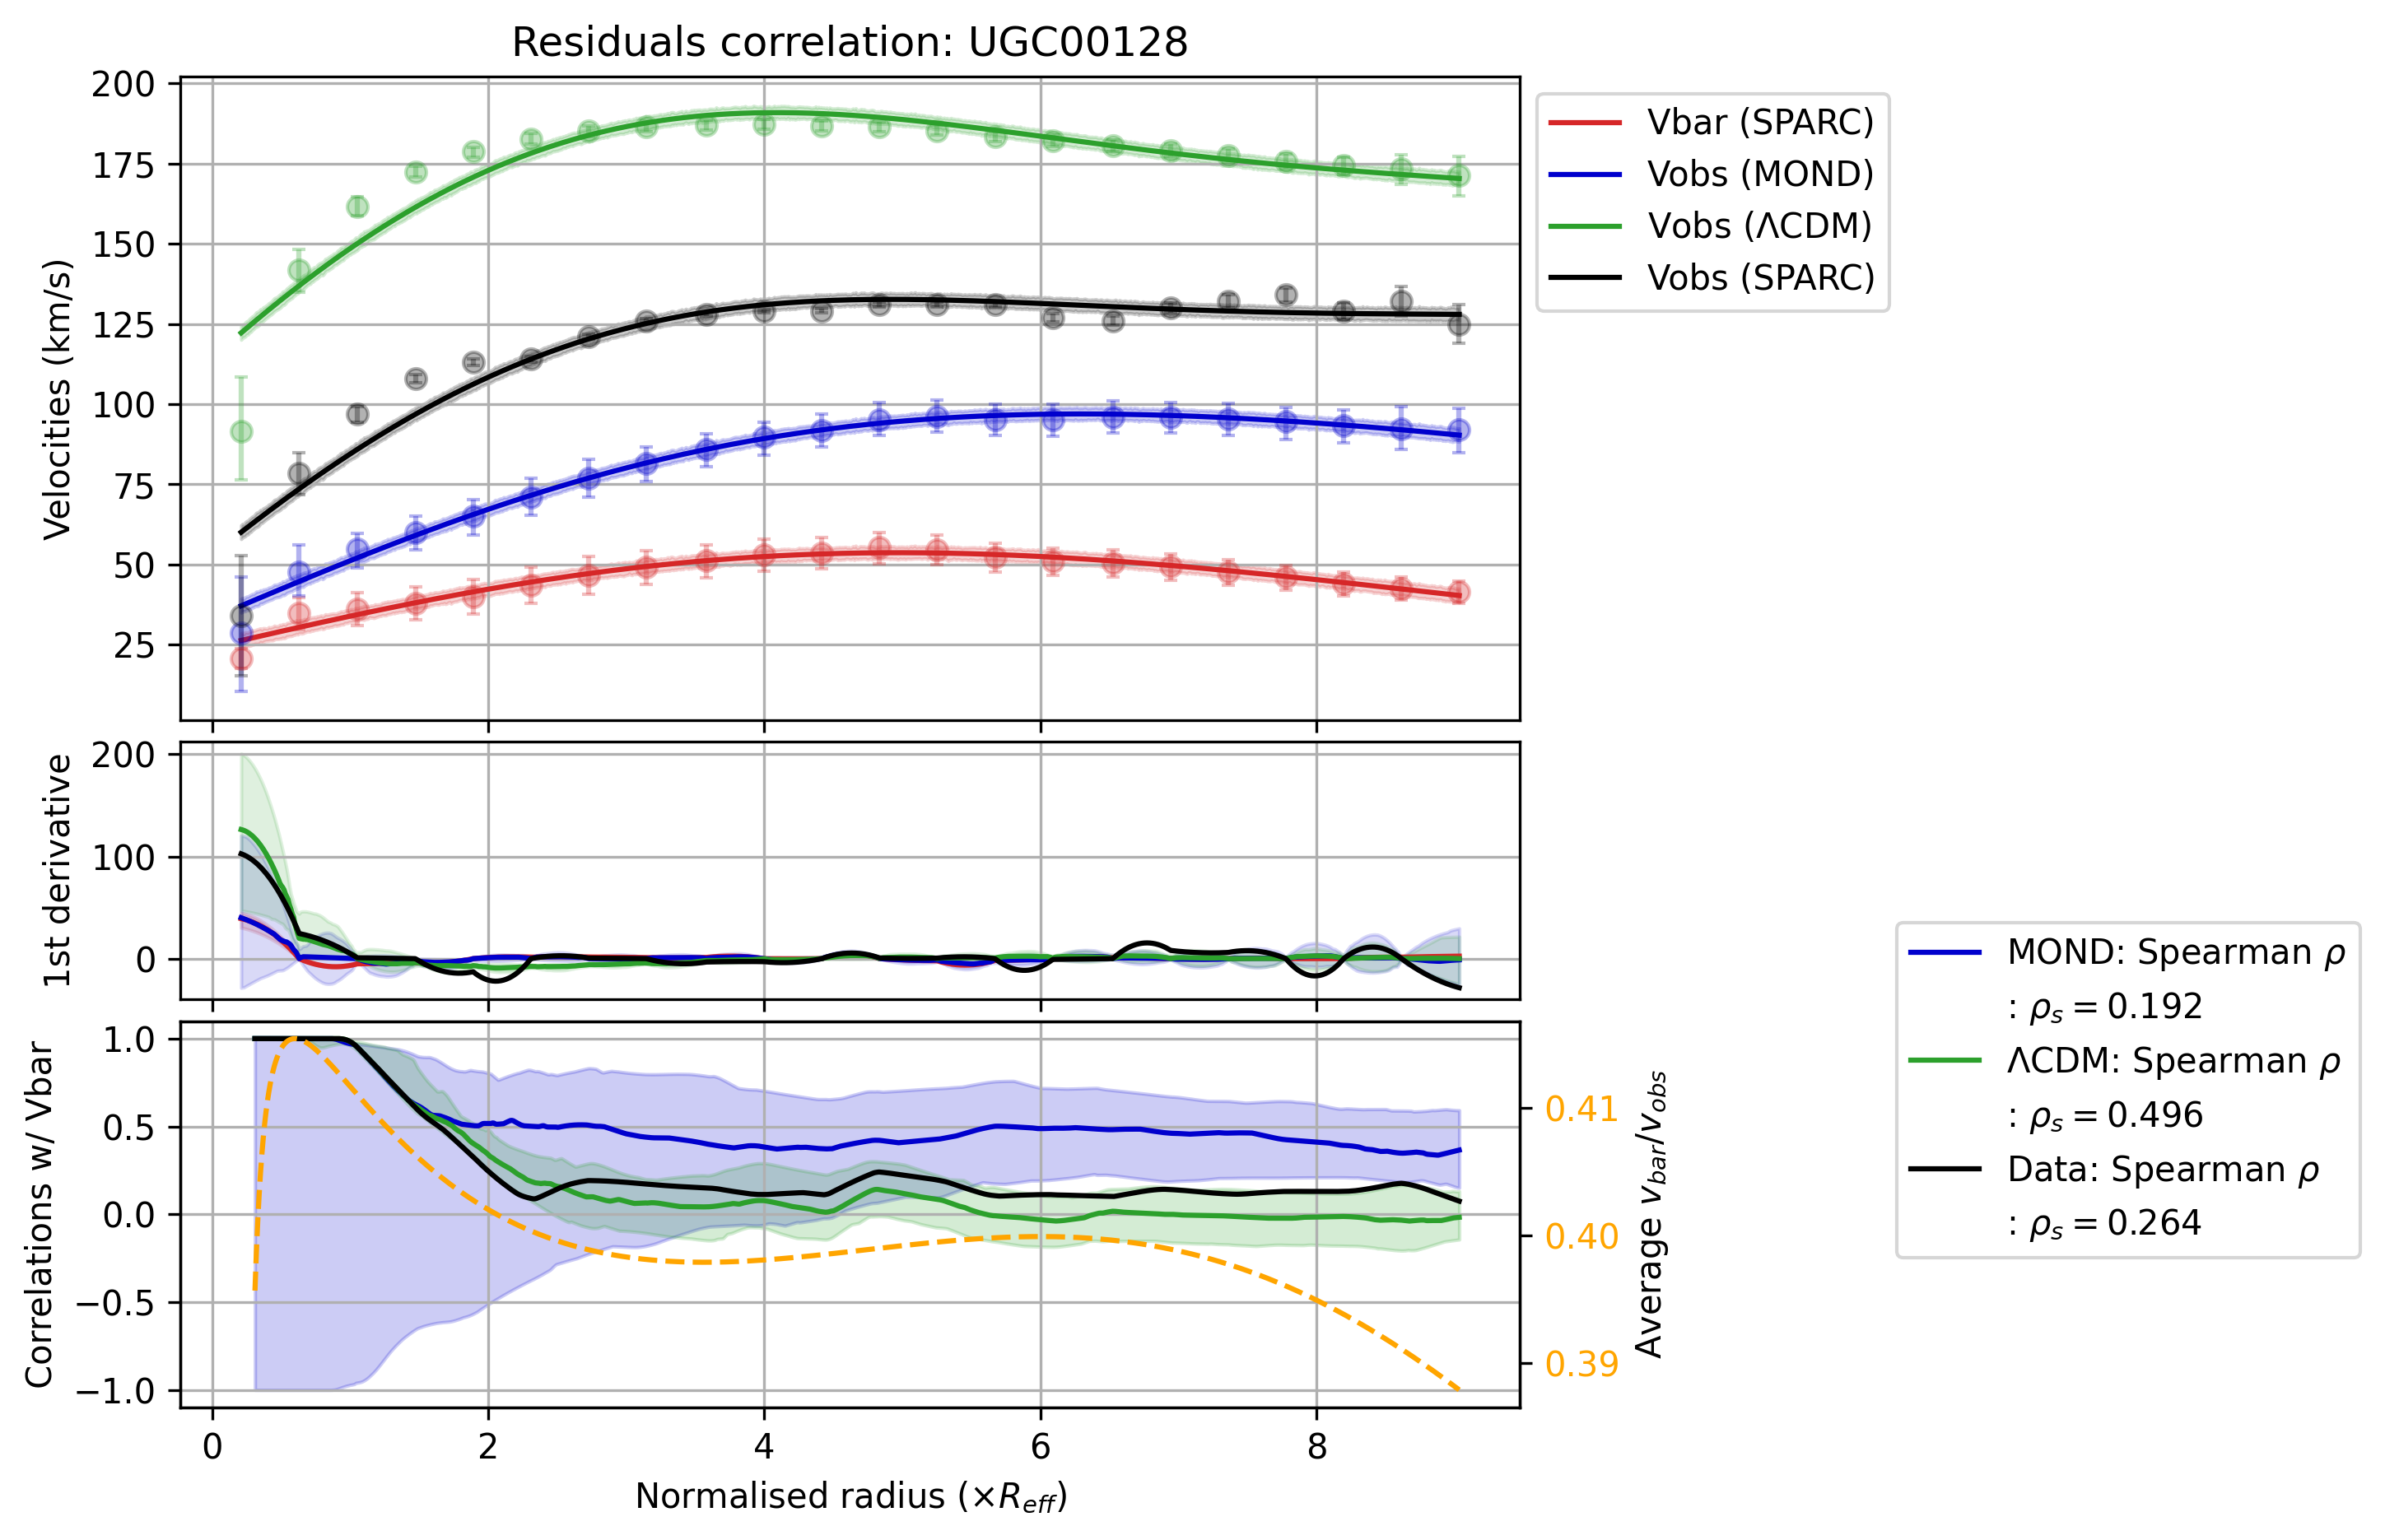 Residuals correlation: UGC00128
Velocities (km/s)
200
175
150
125
100
75
50
25
Vbar (SPARC)
Vobs (MOND)
Vobs (ΛCDM)
Vobs (SPARC)
1st derivative
200
100
0
Correlations w/ Vbar
1.0
0.5
0.0
−0.5
−1.0
0.41
0.40
0.39
Average v_bar/v_obs
MOND: Spearman ρ
: ρ_s = 0.192
ΛCDM: Spearman ρ
: ρ_s = 0.496
Data: Spearman ρ
: ρ_s = 0.264
0 2 4 6 8
Normalised radius (×R_eff)